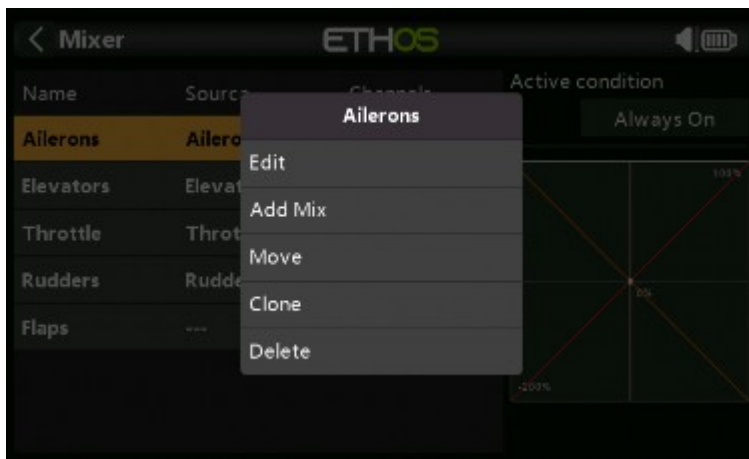 Mixer
ETHOS
Name
Active condition
Always On
Ailerons
Ailerons
Edit
Add Mix
Move
Clone
Delete
Elevators
Throttle
Rudders
Flaps
---
100%
0%